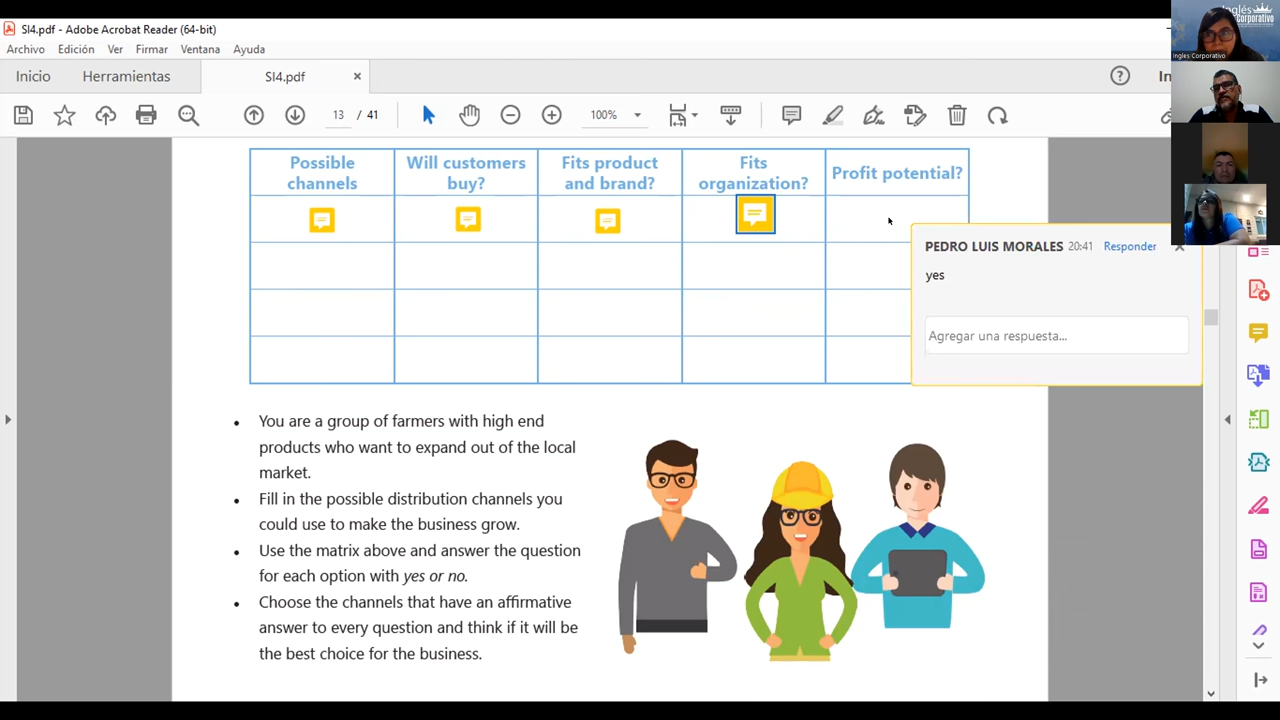 SI4.pdf - Adobe Acrobat Reader (64-bit)
Archivo Edición Ver Firmar Ventana Ayuda
Inicio Herramientas SI4.pdf × ? In
13 / 41 100%
Inglés
Corporativo
Ingles Corporativo
Possible channels
Will customers buy?
Fits product and brand?
Fits organization?
Profit potential?
PEDRO LUIS MORALES 20:41 Responder
yes
Agregar una respuesta...
• You are a group of farmers with high end
products who want to expand out of the local
market.
• Fill in the possible distribution channels you
could use to make the business grow.
• Use the matrix above and answer the question
for each option with yes or no.
• Choose the channels that have an affirmative
answer to every question and think if it will be
the best choice for the business.